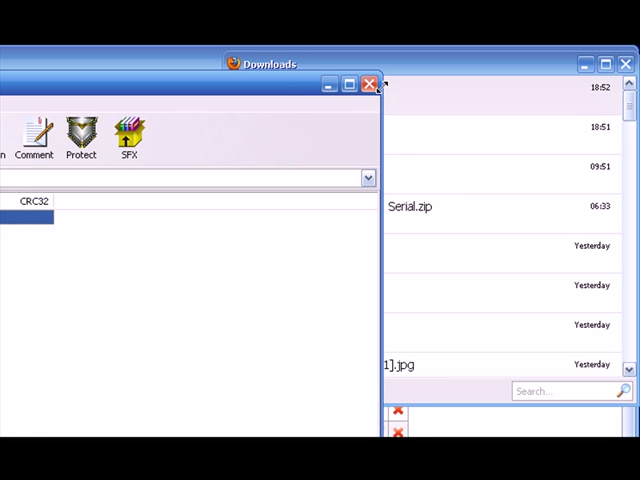 Downloads
18:52
n Comment Protect SFX
18:51
09:51
CRC32
Serial.zip 06:33
Yesterday
Yesterday
Yesterday
1].jpg Yesterday
Search...